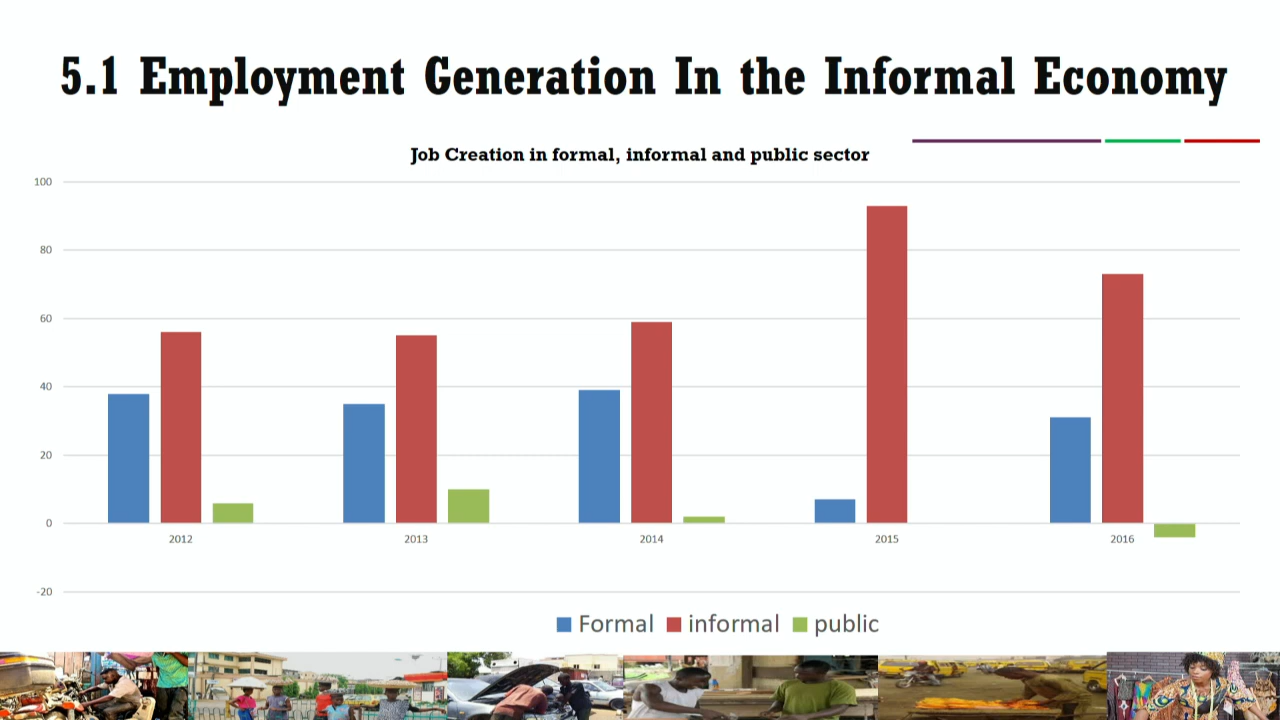 5.1 Employment Generation In the Informal Economy
Job Creation in formal, informal and public sector
100
80
60
40
20
0
2012 2013 2014 2015 2016
-20
Formal informal public